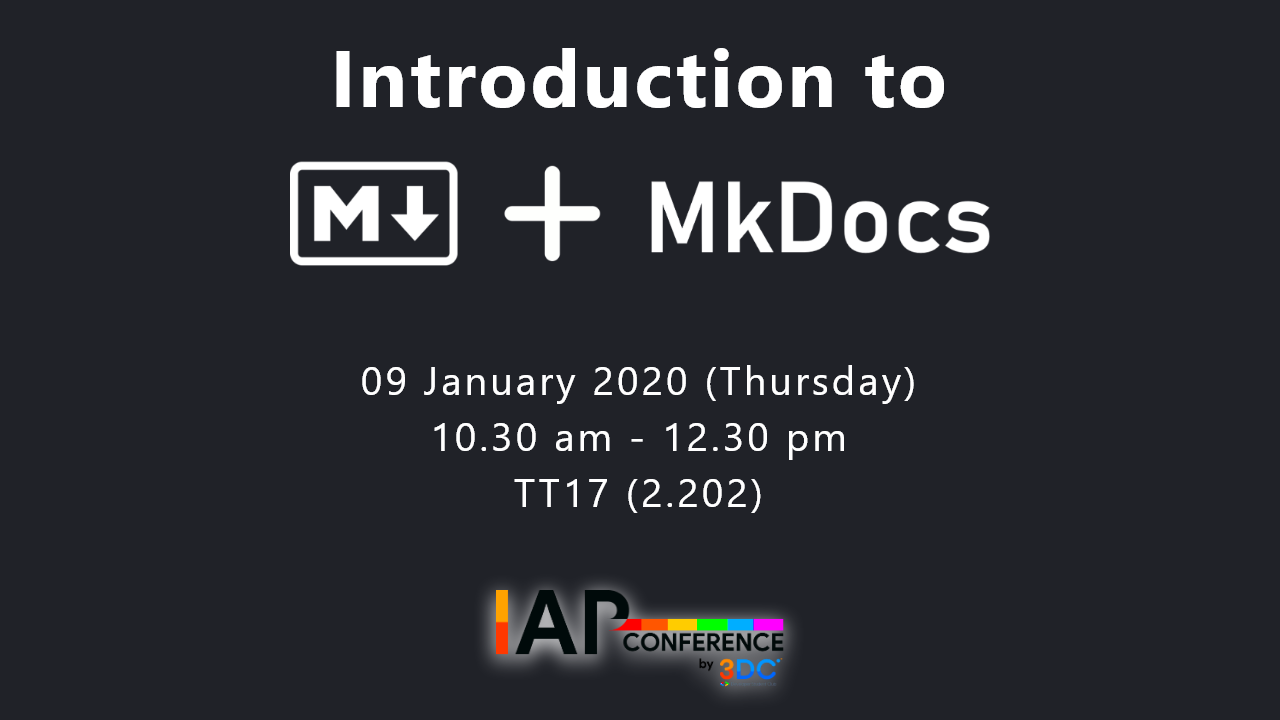 Introduction to
M + MkDocs
09 January 2020 (Thursday)
10.30 am - 12.30 pm
TT17 (2.202)
IAP
CONFERENCE
by 3DC